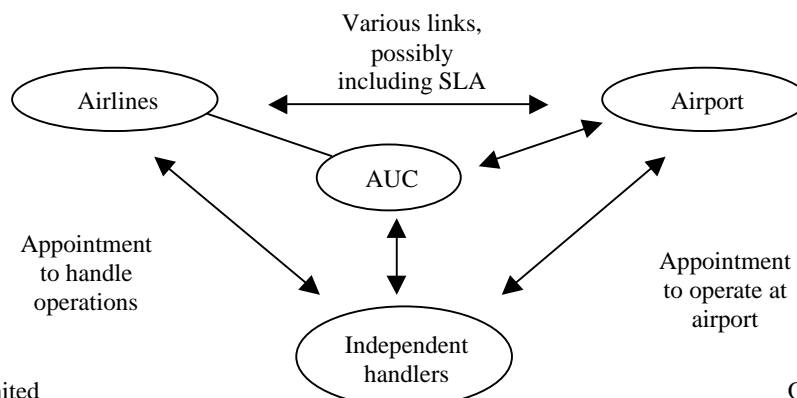 Various links,
possibly
including SLA
Airlines
Airport
AUC
Appointment
to handle
operations
Appointment
to operate at
airport
Independent
handlers